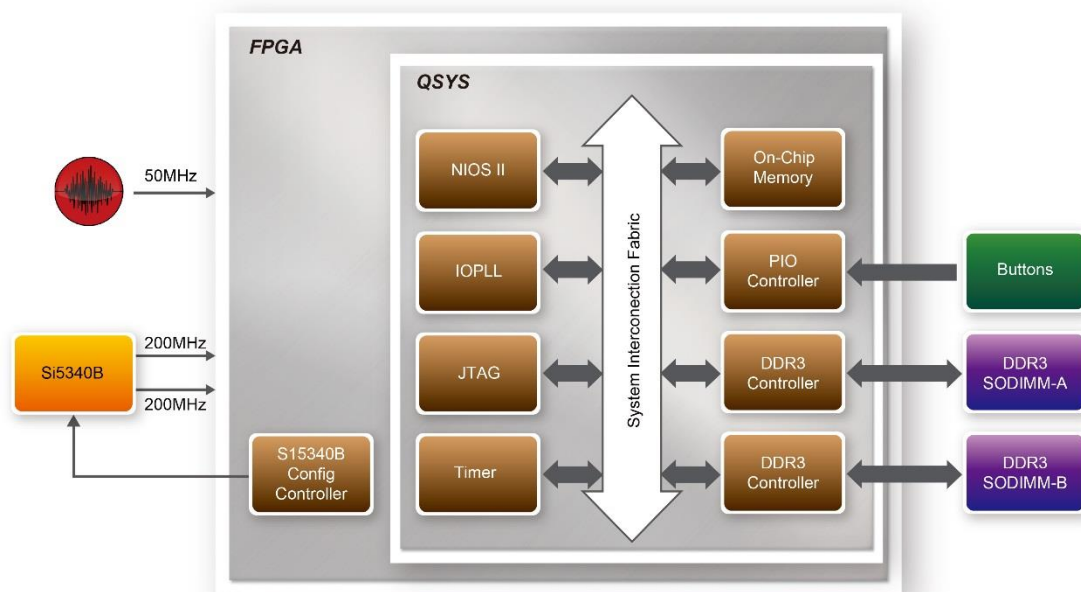 FPGA
QSYS
50MHz
NIOS II
On-Chip
Memory
IOPLL
PIO
Controller
Buttons
System Interconection Fabric
200MHz
Si5340B
200MHz
JTAG
DDR3
Controller
DDR3
SODIMM-A
S15340B
Config
Controller
Timer
DDR3
Controller
DDR3
SODIMM-B